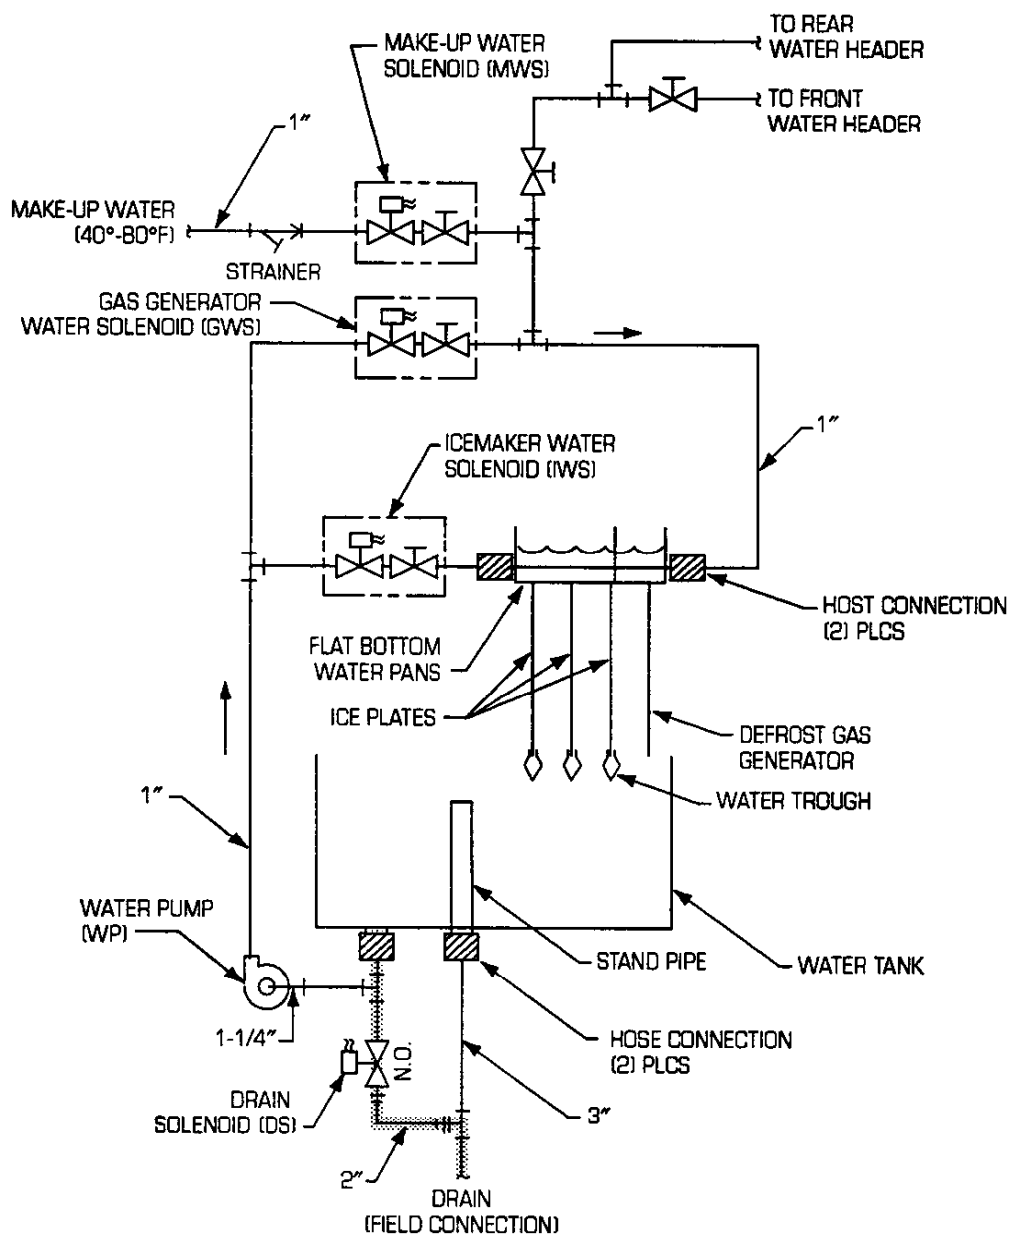 TO REAR
WATER HEADER
MAKE-UP WATER
SOLENOID (MWS)
TO FRONT
WATER HEADER
1"
MAKE-UP WATER
(40°-80°F)
STRAINER
GAS GENERATOR
WATER SOLENOID (GWS)
1"
ICEMAKER WATER
SOLENOID (IWS)
HOST CONNECTION
(2) PLCS
FLAT BOTTOM
WATER PANS
ICE PLATES
DEFROST GAS
GENERATOR
WATER TROUGH
1"
WATER PUMP
(WP)
STAND PIPE
WATER TANK
1-1/4"
N.O.
HOSE CONNECTION
(2) PLCS
DRAIN
SOLENOID (DS)
3"
2"
DRAIN
(FIELD CONNECTION)